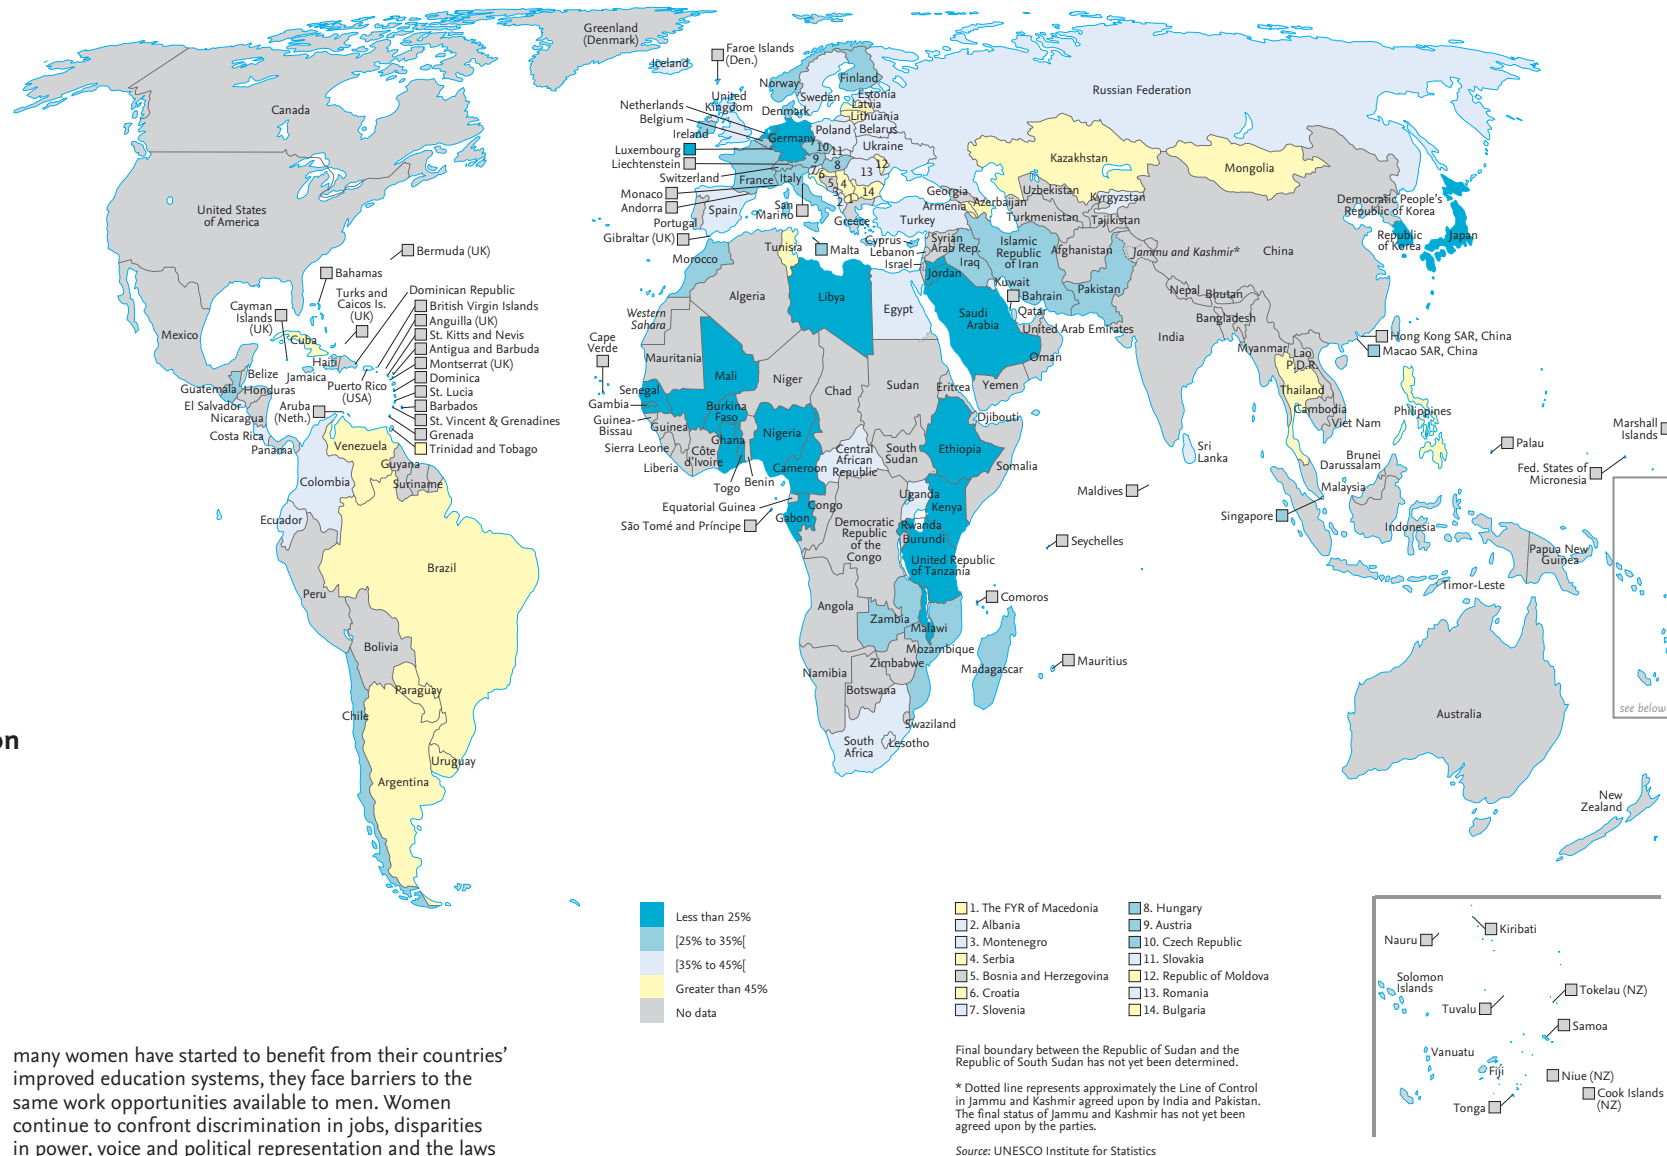 Greenland
(Denmark)
Faroe Islands
(Den.)
Iceland
Norway
Finland
Sweden
Estonia
Latvia
Lithuania
Russian Federation
Canada
United
Kingdom
Denmark
Netherlands
Belgium
Ireland
Germany
Poland
Belarus
Luxembourg
Liechtenstein
Ukraine
Switzerland
France
Italy
Monaco
Andorra
San
Marino
Spain
Portugal
Gibraltar (UK)
Greece
Turkey
10
11
9
8
7
6
5
4
3
2
1
12
13
14
Kazakhstan
Mongolia
Georgia
Armenia
Azerbaijan
Uzbekistan
Kyrgyzstan
Turkmenistan
Tajikistan
Democratic People's
Republic of Korea
Republic
of Korea
Japan
United States
of America
Bermuda (UK)
Bahamas
Turks and
Caicos Is.
(UK)
Cayman
Islands
(UK)
Dominican Republic
British Virgin Islands
Anguilla (UK)
St. Kitts and Nevis
Antigua and Barbuda
Montserrat (UK)
Dominica
St. Lucia
Barbados
St. Vincent & Grenadines
Grenada
Trinidad and Tobago
Mexico
Cuba
Haiti
Belize
Jamaica
Puerto Rico
(USA)
Guatemala
Honduras
El Salvador
Nicaragua
Aruba
(Neth.)
Costa Rica
Panama
Venezuela
Guyana
Suriname
Colombia
Ecuador
Brazil
Peru
Bolivia
Paraguay
Chile
Uruguay
Argentina
Tunisia
Malta
Cyprus
Lebanon
Israel
Syrian
Arab Rep.
Iraq
Islamic
Republic
of Iran
Afghanistan
Jammu and Kashmir*
China
Morocco
Algeria
Libya
Egypt
Jordan
Kuwait
Bahrain
Pakistan
Nepal
Bhutan
Saudi
Arabia
Qatar
United Arab Emirates
Bangladesh
India
Hong Kong SAR, China
Macao SAR, China
Western
Sahara
Cape
Verde
Mauritania
Mali
Niger
Chad
Sudan
Eritrea
Yemen
Oman
Myanmar
Lao
P.D.R.
Thailand
Cambodia
Viet Nam
Philippines
Senegal
Gambia
Guinea-
Bissau
Guinea
Sierra Leone
Liberia
Côte
d'Ivoire
Burkina
Faso
Ghana
Togo
Benin
Nigeria
Cameroon
Central
African
Republic
South
Sudan
Ethiopia
Djibouti
Somalia
Sri
Lanka
Brunei
Darussalam
Malaysia
Palau
Marshall
Islands
Fed. States of
Micronesia
Equatorial Guinea
São Tomé and Príncipe
Gabon
Congo
Democratic
Republic
of the
Congo
Uganda
Kenya
Rwanda
Burundi
United Republic
of Tanzania
Maldives
Seychelles
Singapore
Indonesia
Papua New
Guinea
Timor-Leste
Angola
Zambia
Malawi
Comoros
Mozambique
Zimbabwe
Madagascar
Mauritius
Namibia
Botswana
Swaziland
South
Africa
Lesotho
Australia
New
Zealand
see below
on
Less than 25%
[25% to 35%[
[35% to 45%[
Greater than 45%
No data
1. The FYR of Macedonia
2. Albania
3. Montenegro
4. Serbia
5. Bosnia and Herzegovina
6. Croatia
7. Slovenia
8. Hungary
9. Austria
10. Czech Republic
11. Slovakia
12. Republic of Moldova
13. Romania
14. Bulgaria
Final boundary between the Republic of Sudan and the
Republic of South Sudan has not yet been determined.
* Dotted line represents approximately the Line of Control
in Jammu and Kashmir agreed upon by India and Pakistan.
The final status of Jammu and Kashmir has not yet been
agreed upon by the parties.
Source: UNESCO Institute for Statistics
Nauru
Kiribati
Solomon
Islands
Tuvalu
Tokelau (NZ)
Samoa
Vanuatu
Fiji
Niue (NZ)
Cook Islands
(NZ)
Tonga
many women have started to benefit from their countries'
improved education systems, they face barriers to the
same work opportunities available to men. Women
continue to confront discrimination in jobs, disparities
in power, voice and political representation and the laws